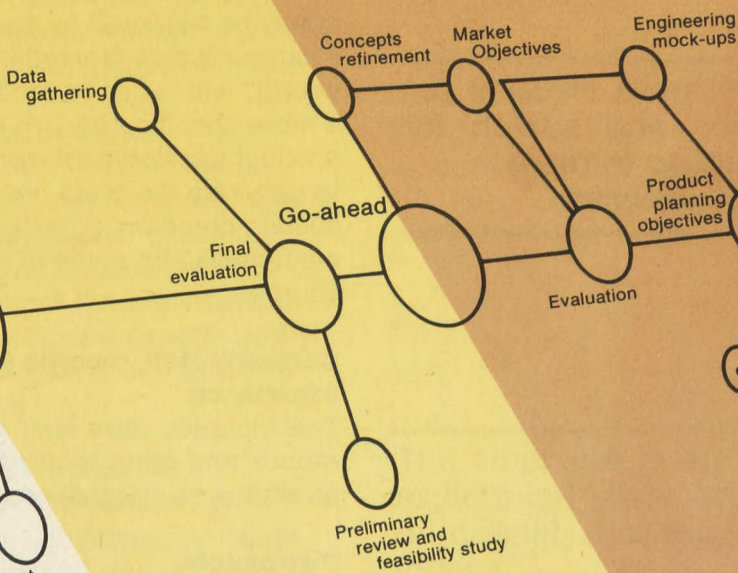 Data
gathering
Concepts
refinement
Market
Objectives
Engineering
mock-ups
Go-ahead
Final
evaluation
Product
planning
objectives
Evaluation
Preliminary
review and
feasibility study